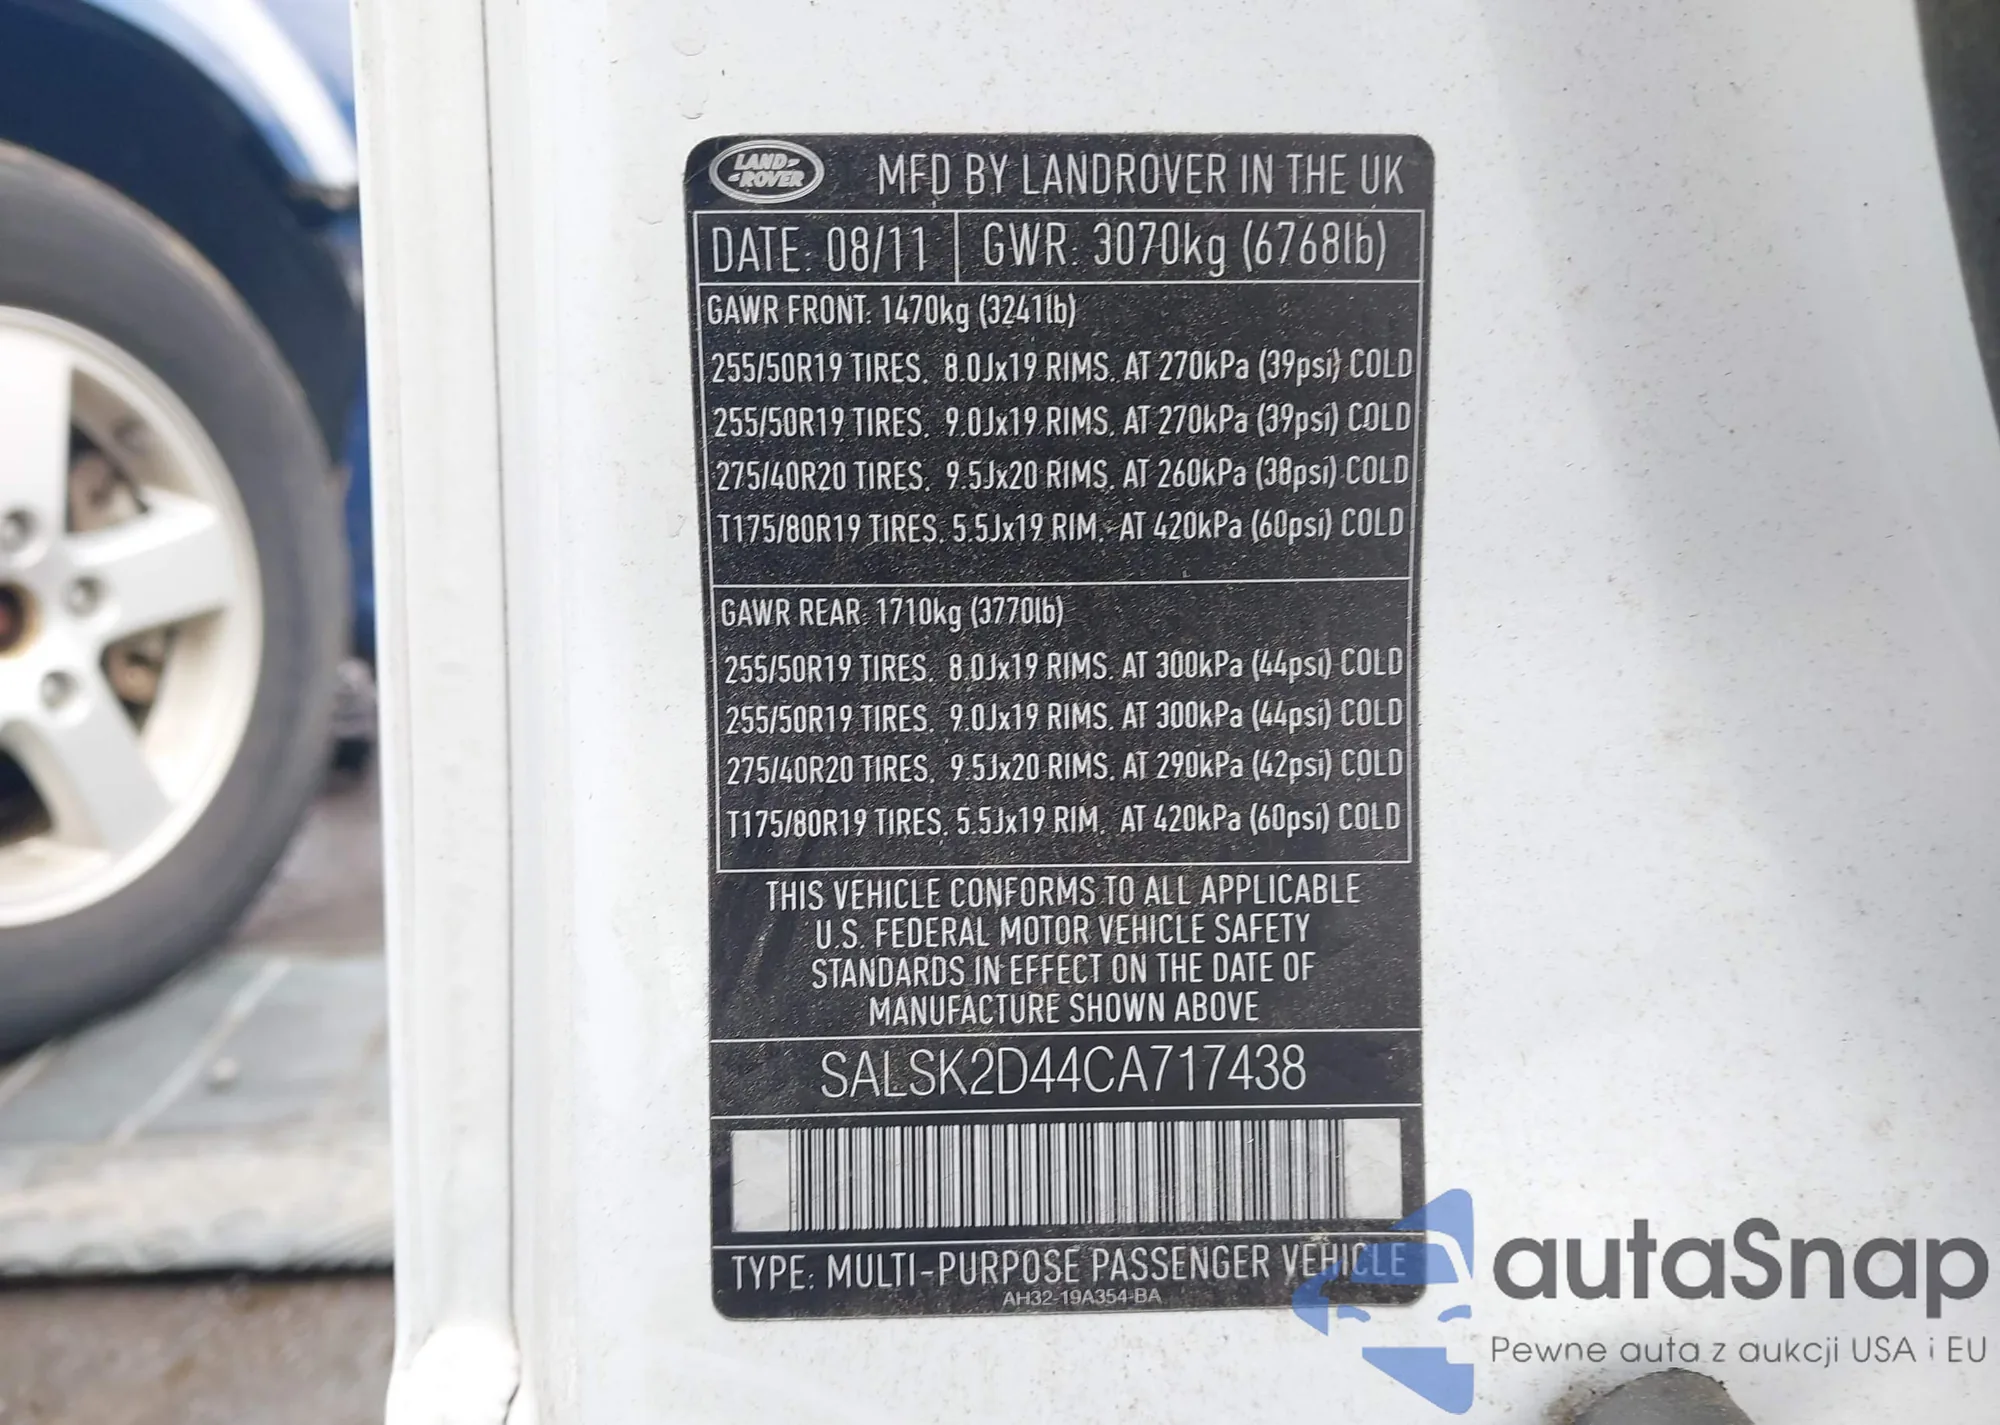 LAND-
-ROVER
MFD BY LANDROVER IN THE UK
DATE: 08/11 GWR: 3070kg (6768lb)
GAWR FRONT: 1470kg (3241lb)
255/50R19 TIRES. 8.0Jx19 RIMS. AT 270kPa (39psi) COLD
255/50R19 TIRES. 9.0Jx19 RIMS. AT 270kPa (39psi) COLD
275/40R20 TIRES. 9.5Jx20 RIMS. AT 260kPa (38psi) COLD
T175/80R19 TIRES. 5.5Jx19 RIM. AT 420kPa (60psi) COLD
GAWR REAR: 1710kg (3770lb)
255/50R19 TIRES. 8.0Jx19 RIMS. AT 300kPa (44psi) COLD
255/50R19 TIRES. 9.0Jx19 RIMS. AT 300kPa (44psi) COLD
275/40R20 TIRES. 9.5Jx20 RIMS. AT 290kPa (42psi) COLD
T175/80R19 TIRES. 5.5Jx19 RIM. AT 420kPa (60psi) COLD
THIS VEHICLE CONFORMS TO ALL APPLICABLE
U.S. FEDERAL MOTOR VEHICLE SAFETY
STANDARDS IN EFFECT ON THE DATE OF
MANUFACTURE SHOWN ABOVE
SALSK2D44CA717438
TYPE: MULTI-PURPOSE PASSENGER VEHICLE
AH32-19A354-BA
autaSnap
Pewne auta z aukcji USA i EU